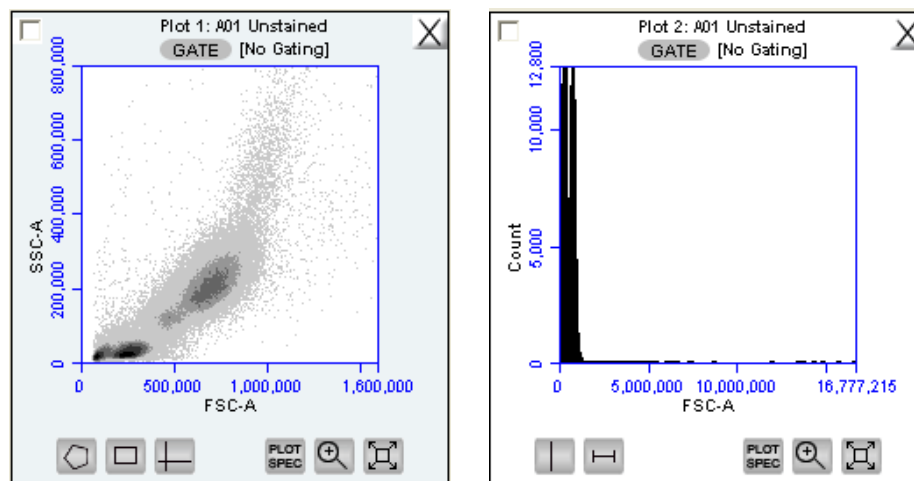 Plot 1: A01 Unstained
GATE [No Gating]
800,000
600,000
400,000
200,000
0
SSC-A
0 500,000 1,000,000 1,600,000
FSC-A
PLOT
SPEC
Plot 2: A01 Unstained
GATE [No Gating]
12,800
10,000
5,000
0
Count
0 5,000,000 10,000,000 16,777,215
FSC-A
PLOT
SPEC